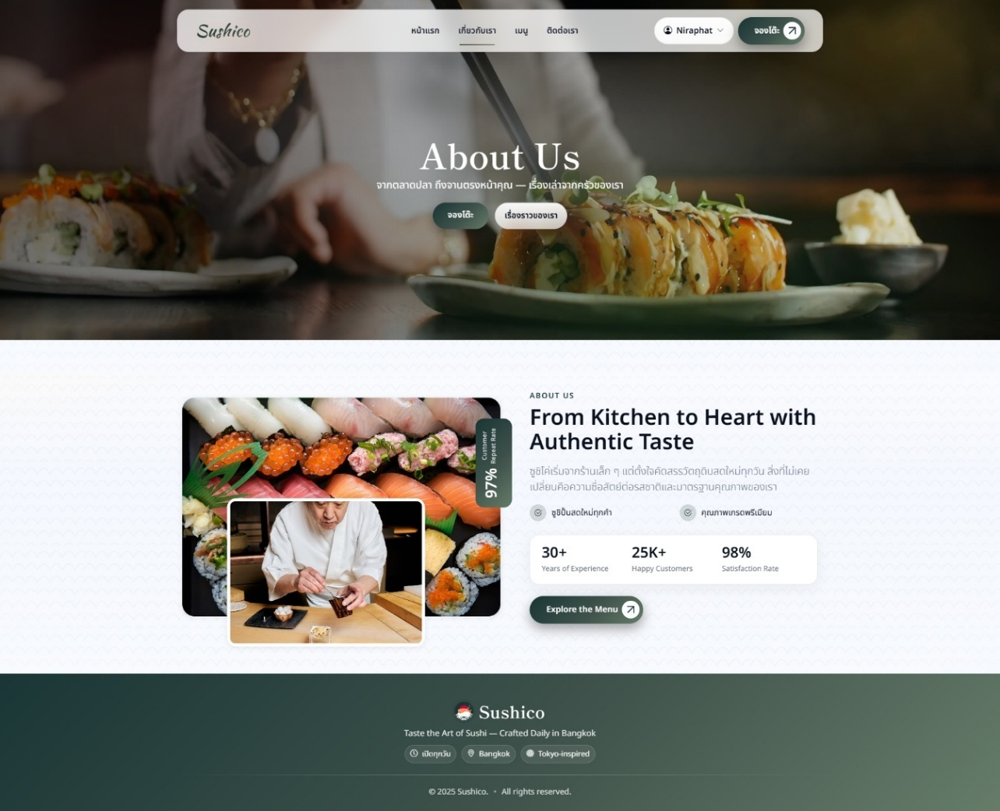 Sushico
หน้าแรก
เกี่ยวกับเรา
เมนู
ติดต่อเรา
Niraphat
จองโต๊ะ
About Us
จากตลาดปลา ถึงจานตรงหน้าคุณ — เรื่องเล่าจากครัวของเรา
จองโต๊ะ
เรื่องราวของเรา
97%
Customer
Repeat Rate
ABOUT US
From Kitchen to Heart with
Authentic Taste
ซูชิโค่เริ่มจากร้านเล็ก ๆ แต่ตั้งใจคัดสรรวัตถุดิบสดใหม่ทุกวัน สิ่งที่ไม่เคย
เปลี่ยนคือความซื่อสัตย์ต่อรสชาติและมาตรฐานคุณภาพของเรา
ซูชิปั้นสดใหม่ทุกคำ
คุณภาพเกรดพรีเมียม
30+
Years of Experience
25K+
Happy Customers
98%
Satisfaction Rate
Explore the Menu
Sushico
Taste the Art of Sushi — Crafted Daily in Bangkok
เปิดทุกวัน
Bangkok
Tokyo-inspired
© 2025 Sushico. • All rights reserved.